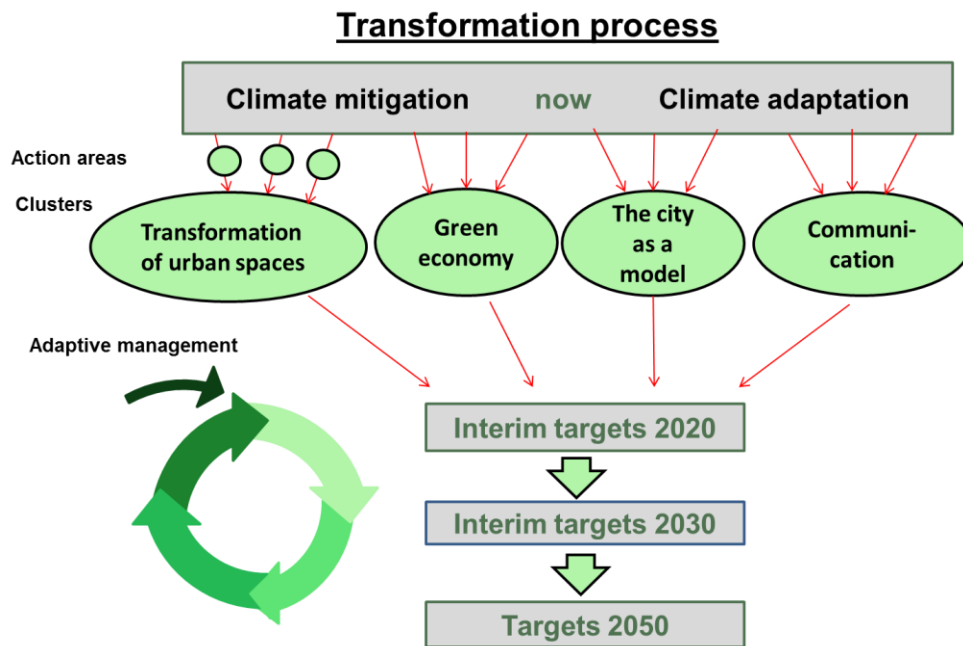 Transformation process
Climate mitigation now Climate adaptation
Action areas
Clusters
Transformation
of urban spaces
Green
economy
The city
as a
model
Communi-
cation
Adaptive management
Interim targets 2020
Interim targets 2030
Targets 2050